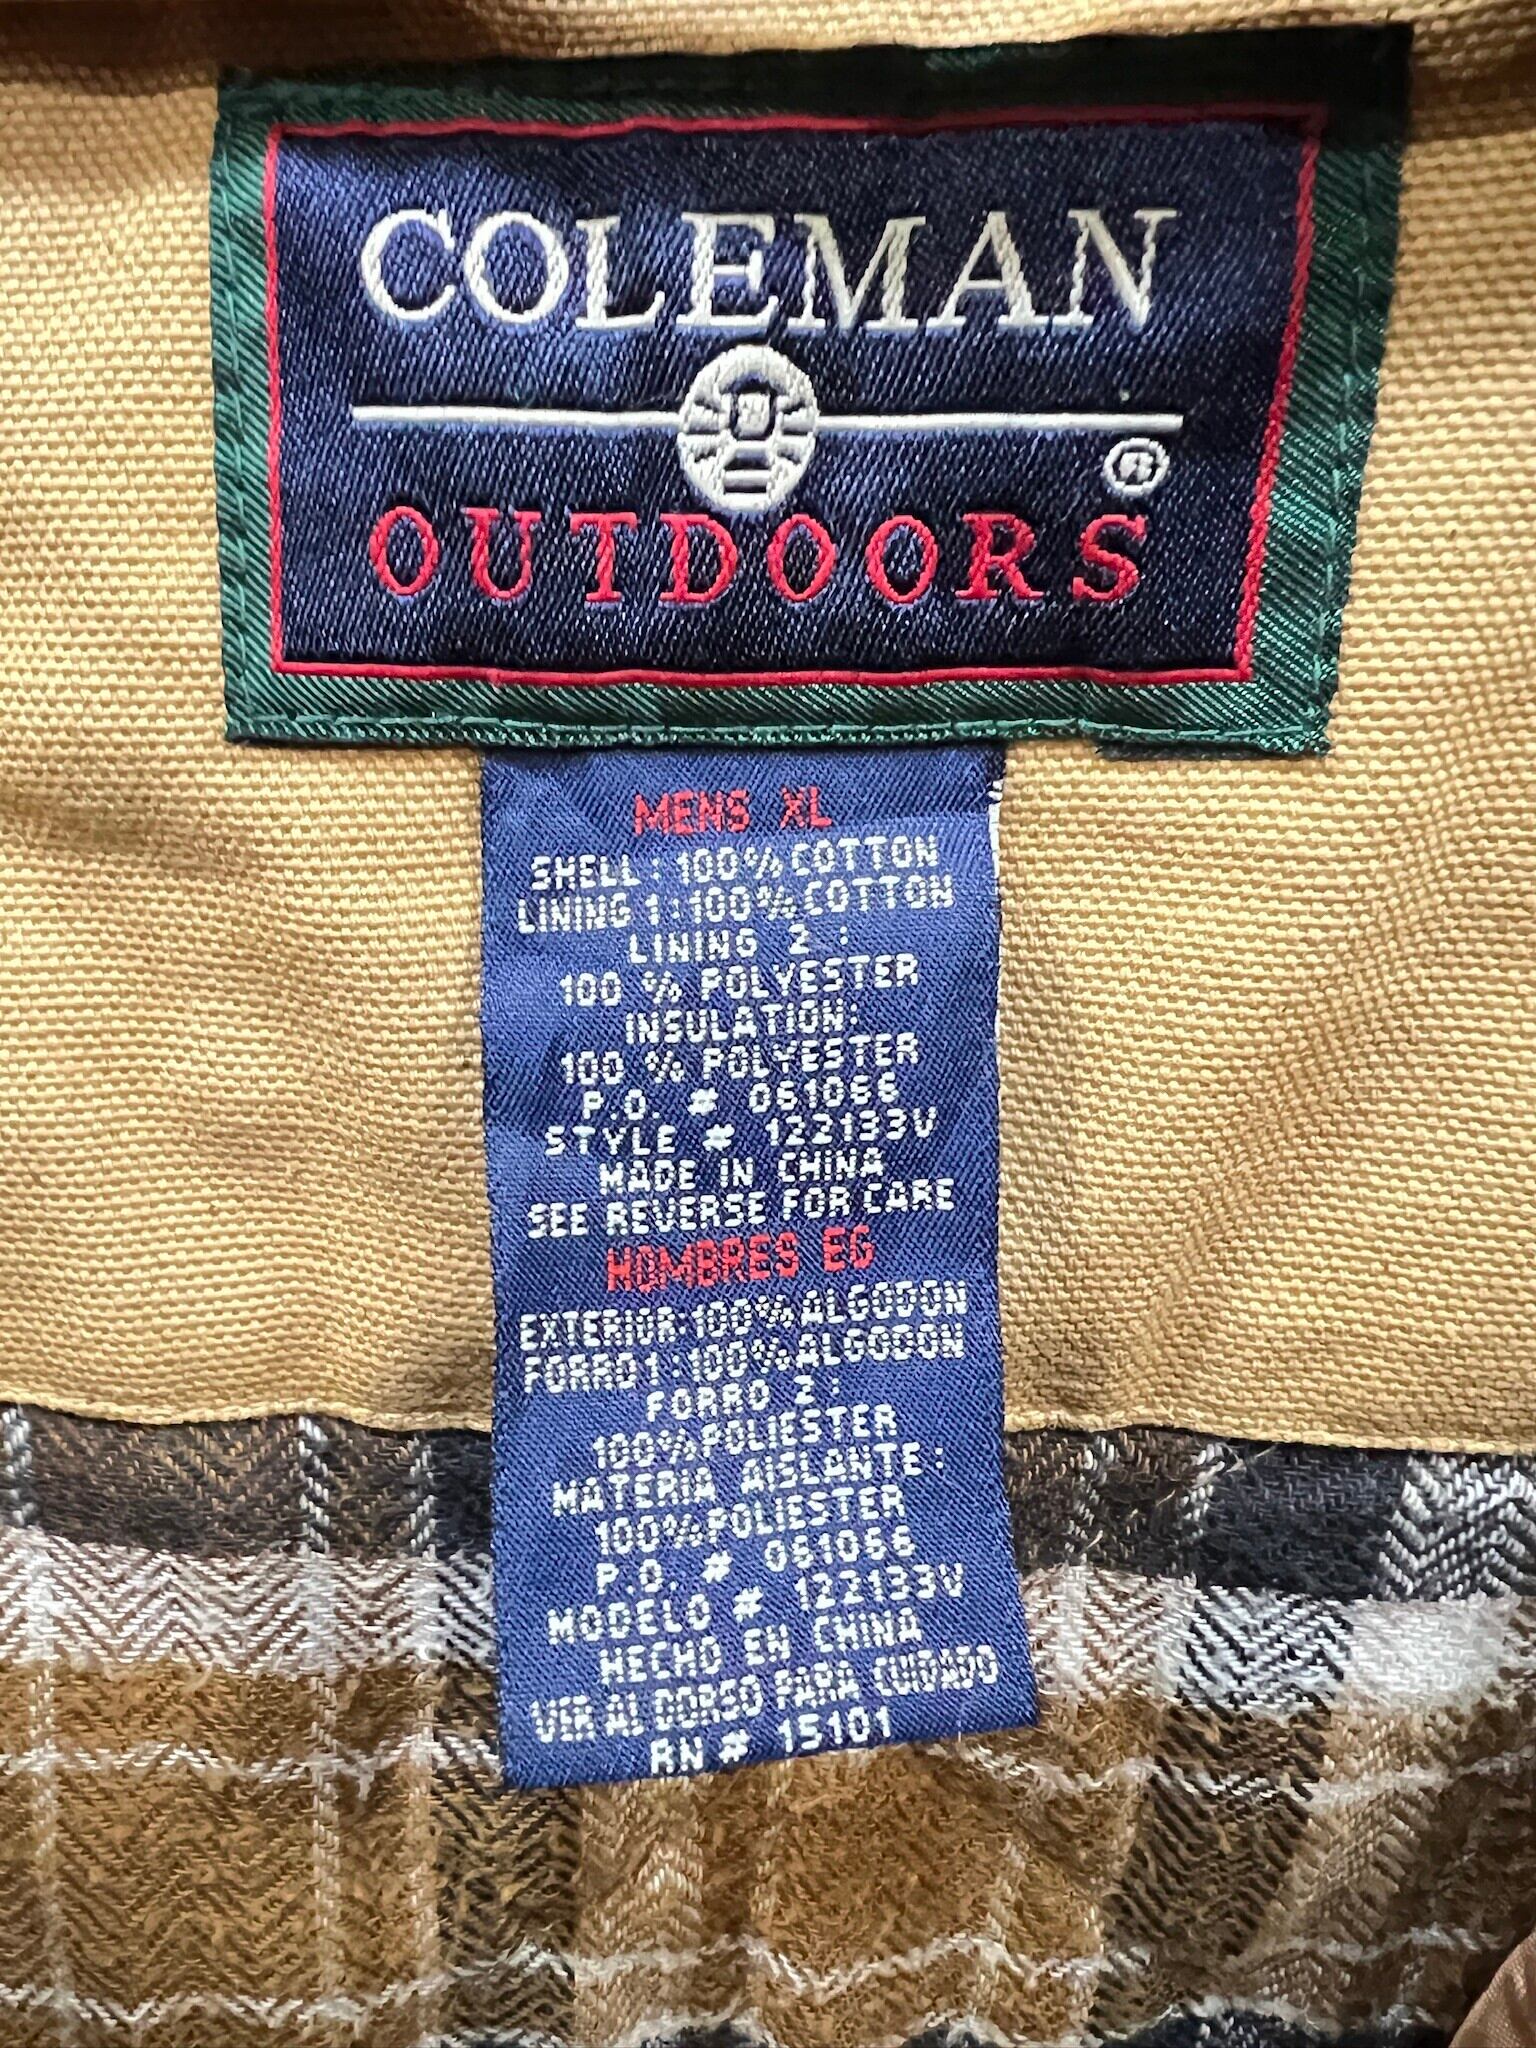 COLEMAN
®
OUTDOORS
MENS XL
SHELL: 100% COTTON
LINING 1: 100% COTTON
LINING 2:
100 % POLYESTER
INSULATION:
100 % POLYESTER
P.O. # 061066
STYLE # 122133V
MADE IN CHINA
SEE REVERSE FOR CARE
HOMBRES EG
EXTERIOR:100% ALGODON
FORRO 1: 100% ALGODON
FORRO 2:
100% POLIESTER
MATERIA AISLANTE:
100% POLIESTER
P.O. # 061066
MODELO # 122133V
HECHO EN CHINA
VER AL DORSO PARA CUIDADO
RN # 15101